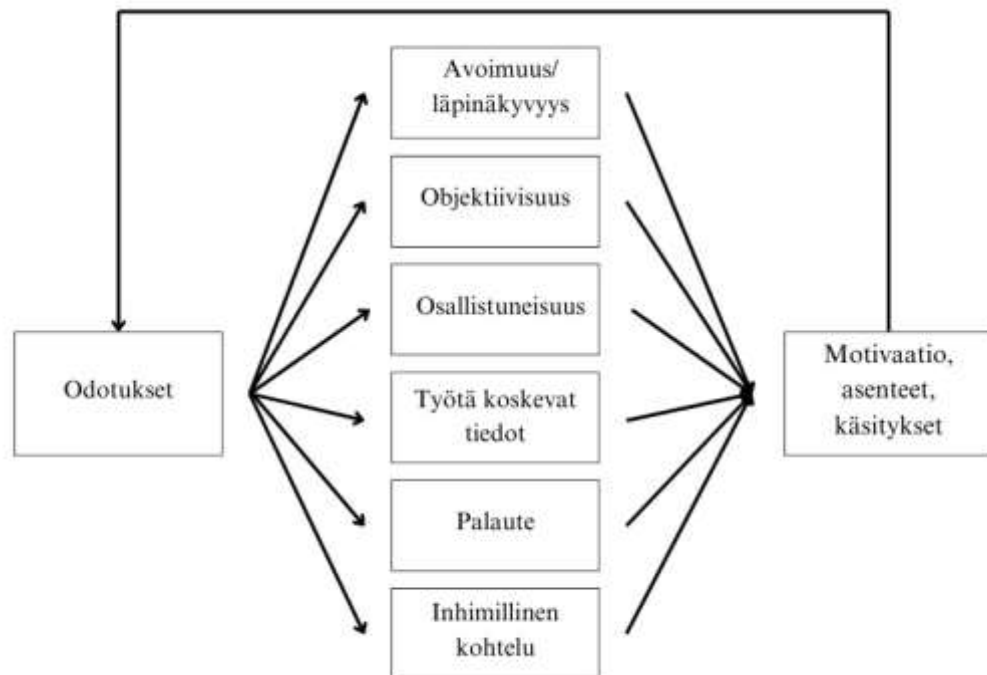 Avoimuus/
läpinäkyvyys
Objektiivisuus
Osallistuneisuus
Odotukset
Työtä koskevat
tiedot
Motivaatio,
asenteet,
käsitykset
Palaute
Inhimillinen
kohtelu